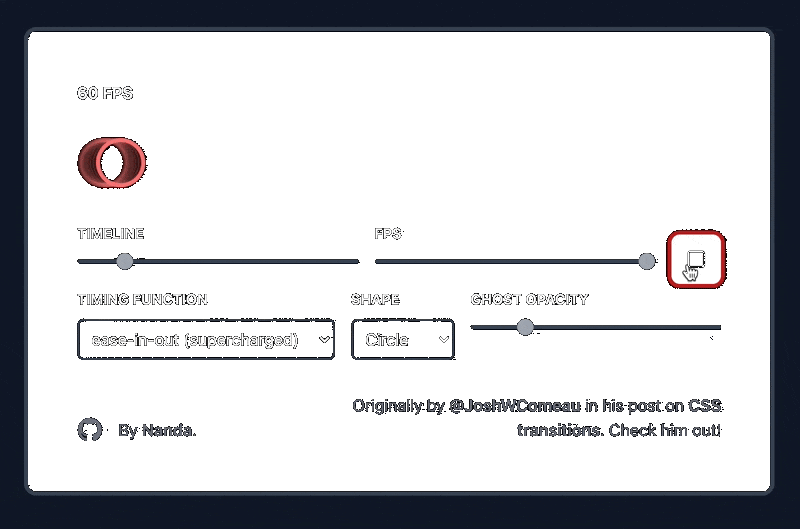 60 FPS
TIMELINE
FPS
TIMING FUNCTION
SHAPE
GHOST OPACITY
ease-in-out (supercharged)
Circle
Originally by @JoshWComeau in his post on CSS
transitions. Check him out!
By Nanda.